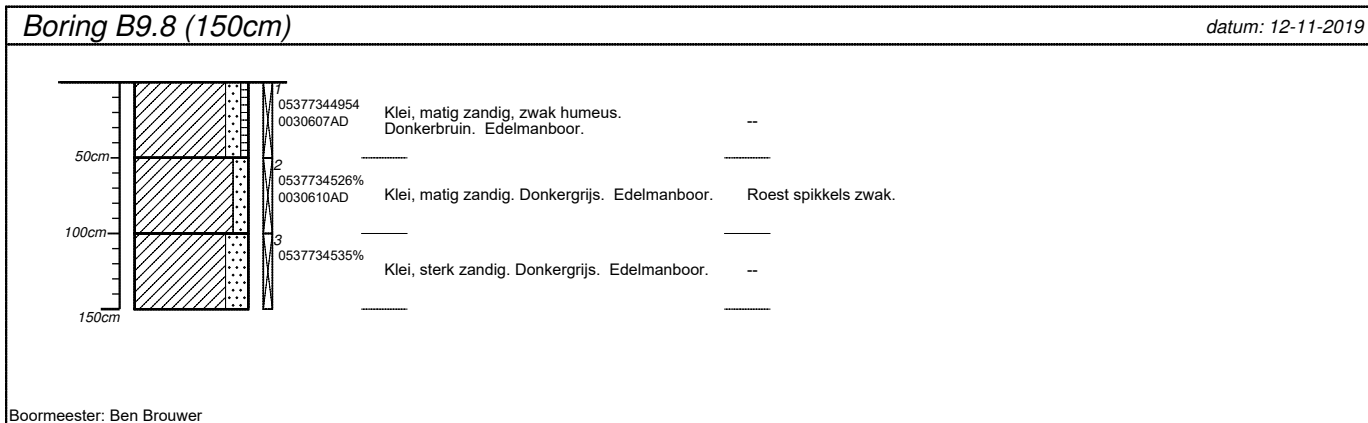 Boring B9.8 (150cm)
datum: 12-11-2019
1
05377344954
0030607AD
Klei, matig zandig, zwak humeus.
Donkerbruin. Edelmanboor.
--
50cm
2
0537734526%
0030610AD
Klei, matig zandig. Donkergrijs. Edelmanboor.
Roest spikkels zwak.
100cm
3
0537734535%
Klei, sterk zandig. Donkergrijs. Edelmanboor.
--
150cm
Boormeester: Ben Brouwer